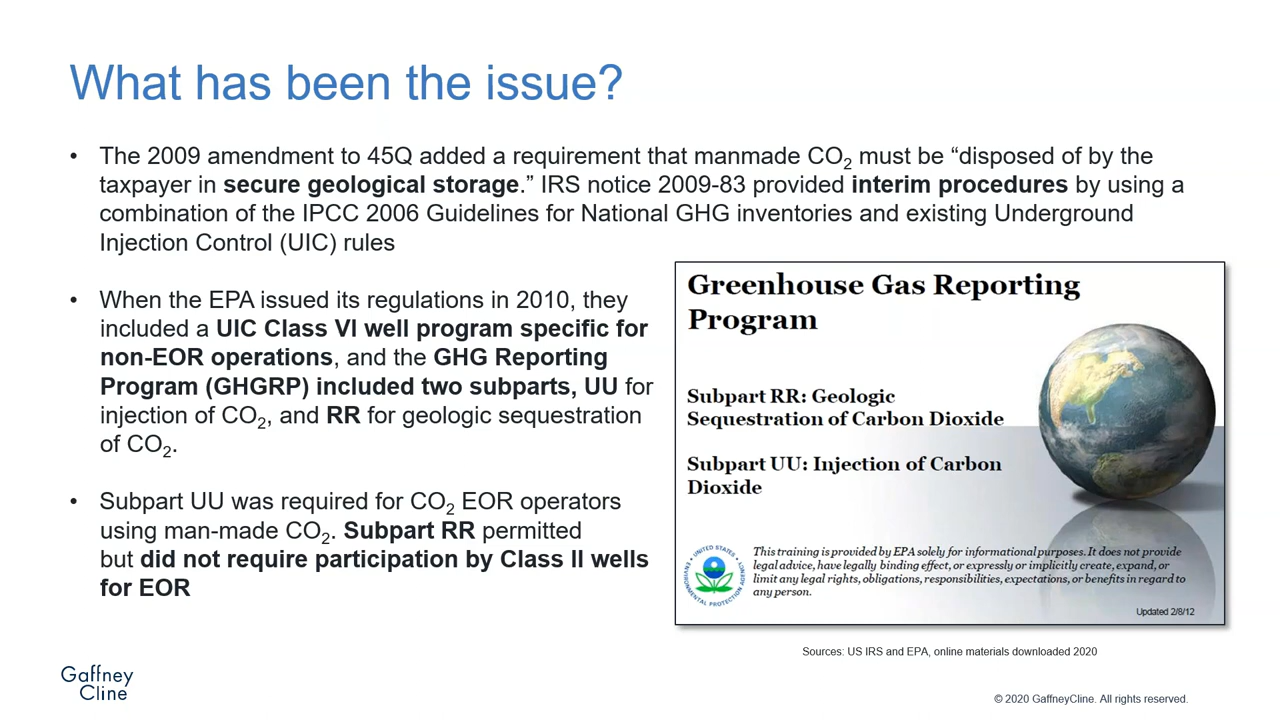 What has been the issue?
• The 2009 amendment to 45Q added a requirement that manmade CO2 must be “disposed of by the
taxpayer in secure geological storage.” IRS notice 2009-83 provided interim procedures by using a
combination of the IPCC 2006 Guidelines for National GHG inventories and existing Underground
Injection Control (UIC) rules
• When the EPA issued its regulations in 2010, they
included a UIC Class VI well program specific for
non-EOR operations, and the GHG Reporting
Program (GHGRP) included two subparts, UU for
injection of CO2, and RR for geologic sequestration
of CO2.
• Subpart UU was required for CO2 EOR operators
using man-made CO2. Subpart RR permitted
but did not require participation by Class II wells
for EOR
Greenhouse Gas Reporting
Program
Subpart RR: Geologic
Sequestration of Carbon Dioxide
Subpart UU: Injection of Carbon
Dioxide
UNITED STATES
ENVIRONMENTAL PROTECTION AGENCY
This training is provided by EPA solely for informational purposes. It does not provide
legal advice, have legally binding effect, or expressly or implicitly create, expand, or
limit any legal rights, obligations, responsibilities, expectations, or benefits in regard to
any person.
Updated 2/8/12
Sources: US IRS and EPA, online materials downloaded 2020
Gaffney
Cline
© 2020 GaffneyCline. All rights reserved.